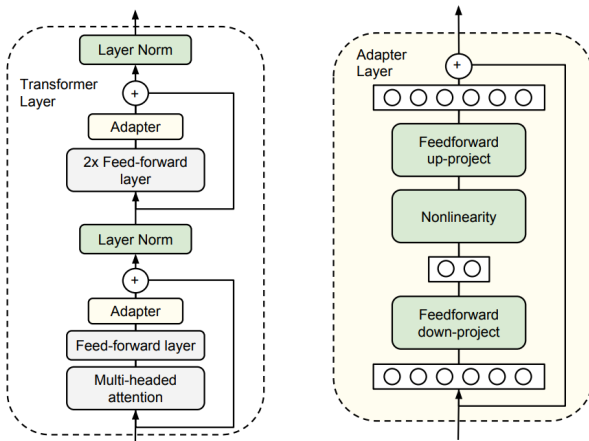 Layer Norm
Transformer
Layer
+
Adapter
2x Feed-forward
layer
Layer Norm
+
Adapter
Feed-forward layer
Multi-headed
attention
Adapter
Layer
+
Feedforward
up-project
Nonlinearity
Feedforward
down-project